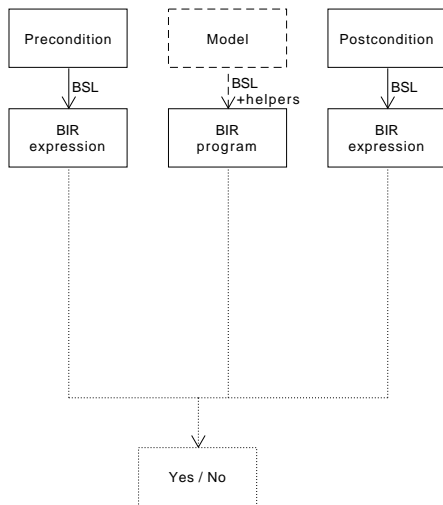 Precondition
Model
Postcondition
BSL
BSL
+helpers
BSL
BIR
expression
BIR
program
BIR
expression
Yes / No